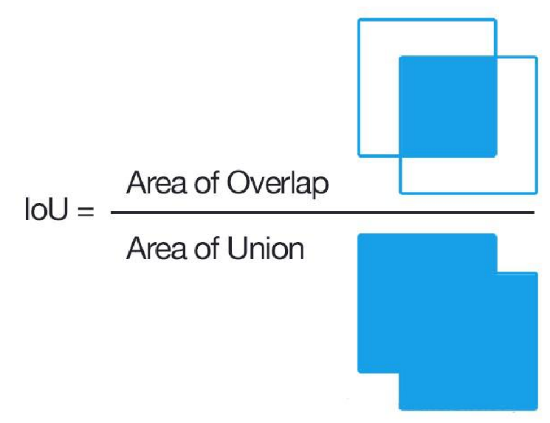 Area of Overlap
IoU =
Area of Union